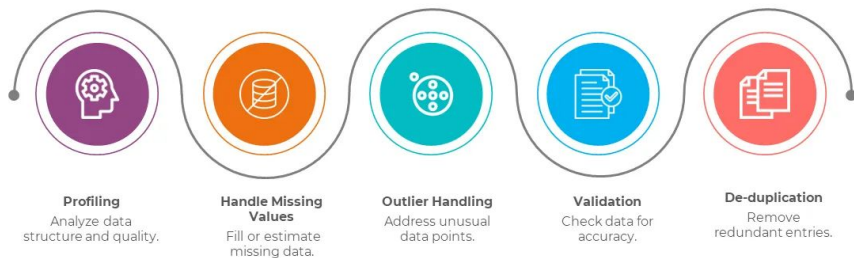 Profiling
Analyze data
structure and quality.
Handle Missing
Values
Fill or estimate
missing data.
Outlier Handling
Address unusual
data points.
Validation
Check data for
accuracy.
De-duplication
Remove
redundant entries.